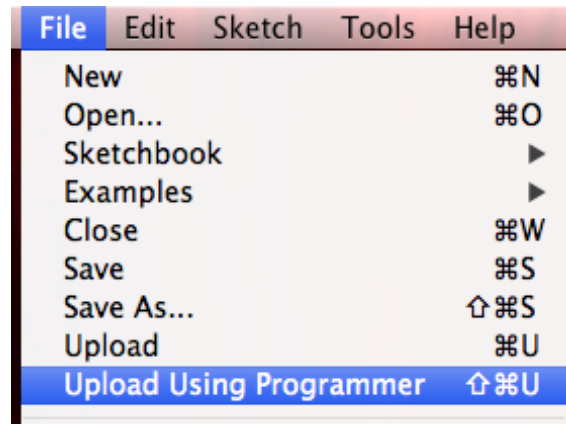 File Edit Sketch Tools Help
New ⌘N
Open... ⌘O
Sketchbook ▶
Examples ▶
Close ⌘W
Save ⌘S
Save As... ⇧⌘S
Upload ⌘U
Upload Using Programmer ⇧⌘U